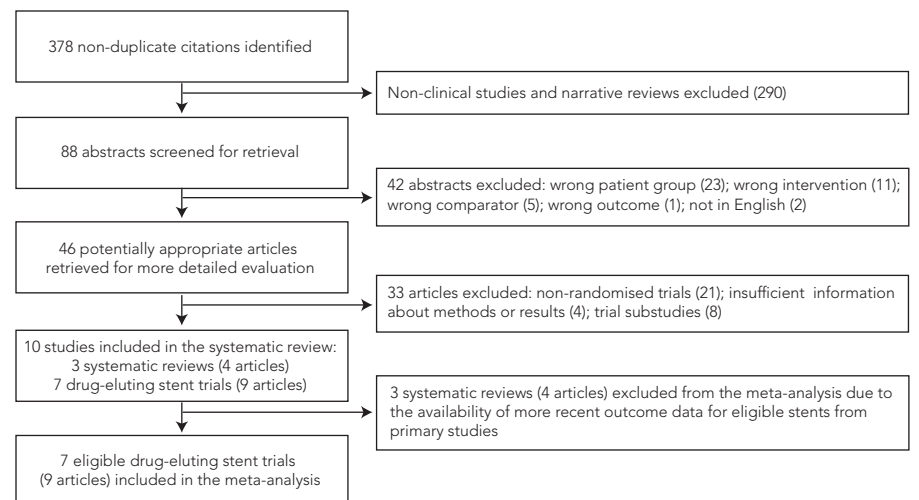 378 non-duplicate citations identified
Non-clinical studies and narrative reviews excluded (290)
88 abstracts screened for retrieval
42 abstracts excluded: wrong patient group (23); wrong intervention (11);
wrong comparator (5); wrong outcome (1); not in English (2)
46 potentially appropriate articles
retrieved for more detailed evaluation
33 articles excluded: non-randomised trials (21); insufficient information
about methods or results (4); trial substudies (8)
10 studies included in the systematic review:
3 systematic reviews (4 articles)
7 drug-eluting stent trials (9 articles)
3 systematic reviews (4 articles) excluded from the meta-analysis due to
the availability of more recent outcome data for eligible stents from
primary studies
7 eligible drug-eluting stent trials
(9 articles) included in the meta-analysis